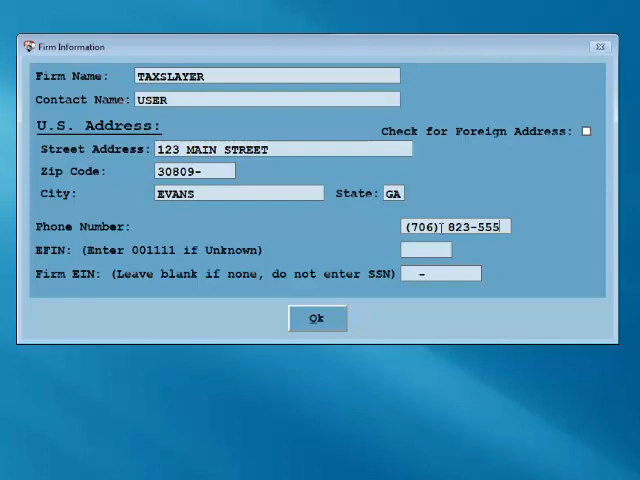 Firm Information
Firm Name: TAXSLAYER
Contact Name: USER
U.S. Address:
Check for Foreign Address:
Street Address: 123 MAIN STREET
Zip Code: 30809-
City: EVANS State: GA
Phone Number: (706) 823-555
EFIN: (Enter 001111 if Unknown)
Firm EIN: (Leave blank if none, do not enter SSN) -
Ok